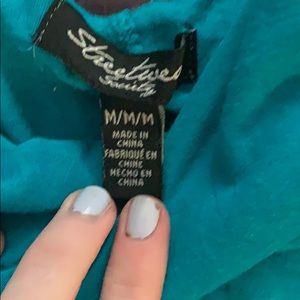 Streetwear
Society
M/M/M
MADE IN
CHINA
FABRIQUÉ EN
CHINE
HECHO EN
CHINA